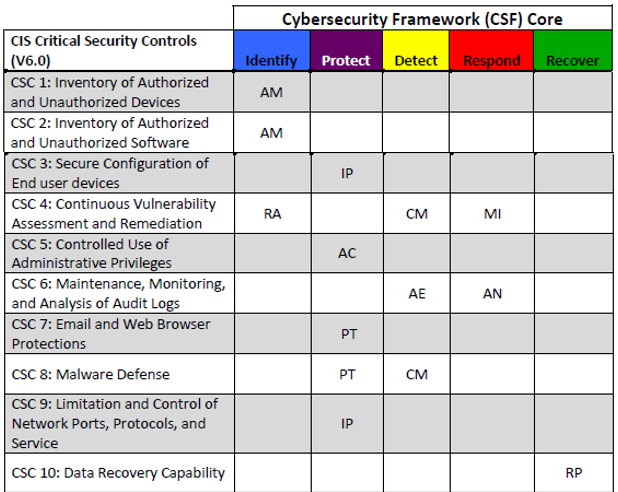 Cybersecurity Framework (CSF) Core
CIS Critical Security Controls
(V6.0)
Identify Protect Detect Respond Recover
CSC 1: Inventory of Authorized
and Unauthorized Devices
AM
CSC 2: Inventory of Authorized
and Unauthorized Software
AM
CSC 3: Secure Configuration of
End user devices
IP
CSC 4: Continuous Vulnerability
Assessment and Remediation
RA CM MI
CSC 5: Controlled Use of
Administrative Privileges
AC
CSC 6: Maintenance, Monitoring,
and Analysis of Audit Logs
AE AN
CSC 7: Email and Web Browser
Protections
PT
CSC 8: Malware Defense PT CM
CSC 9: Limitation and Control of
Network Ports, Protocols, and
Service
IP
CSC 10: Data Recovery Capability RP